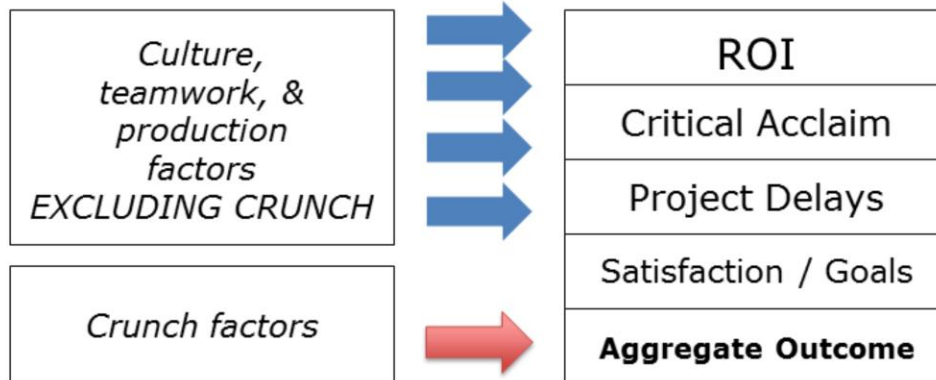 Culture,
teamwork, &
production
factors
EXCLUDING CRUNCH
Crunch factors
ROI
Critical Acclaim
Project Delays
Satisfaction / Goals
Aggregate Outcome